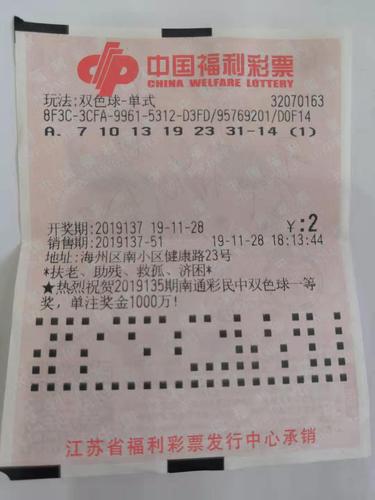 中国福利彩票
CHINA WELFARE LOTTERY
玩法:双色球-单式 32070163
8F3C-3CFA-9961-5312-D3FD/95769201/D0F14
A. 7 10 13 19 23 31-14 (1)
开奖期:2019137 19-11-28 ¥:2
销售期:2019137-51 19-11-28 18:13:44
地址:海州区南小区健康路23号
*扶老、助残、救孤、济困*
★热烈祝贺2019135期南通彩民中双色球一等
奖,单注奖金1000万!
江苏省福利彩票发行中心承销